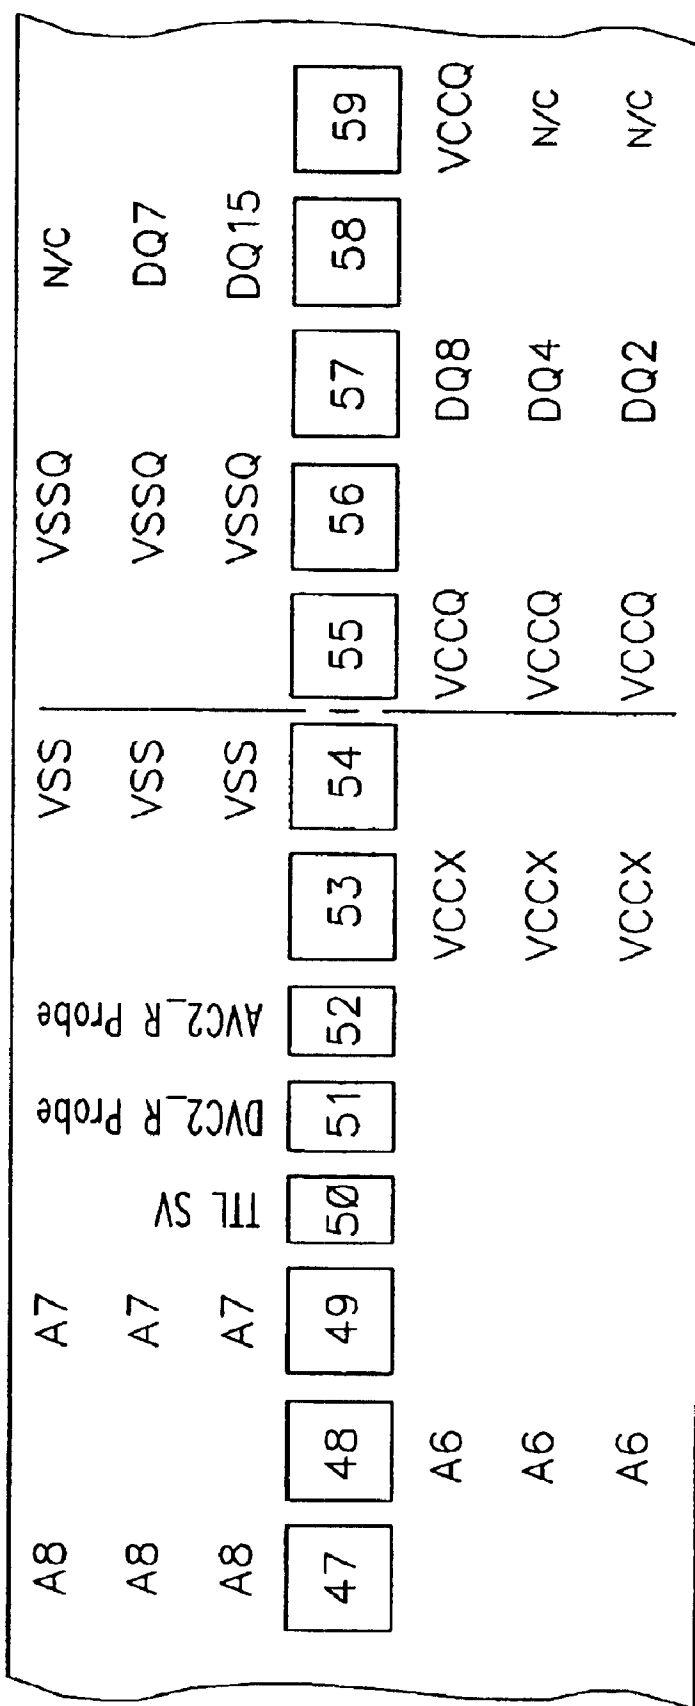 A8 A7 VSS VSSQ N/C
A8 A7 VSS VSSQ DQ7
A8 A7 VSS VSSQ DQ15
TTL SV
DVC2_R Probe
AVC2_R Probe
47 48 49 5Ø 51 52 53 54 55 56 57 58 59
A6 VCCX VCCQ DQ8 VCCQ
A6 VCCX VCCQ DQ4 N/C
A6 VCCX VCCQ DQ2 N/C